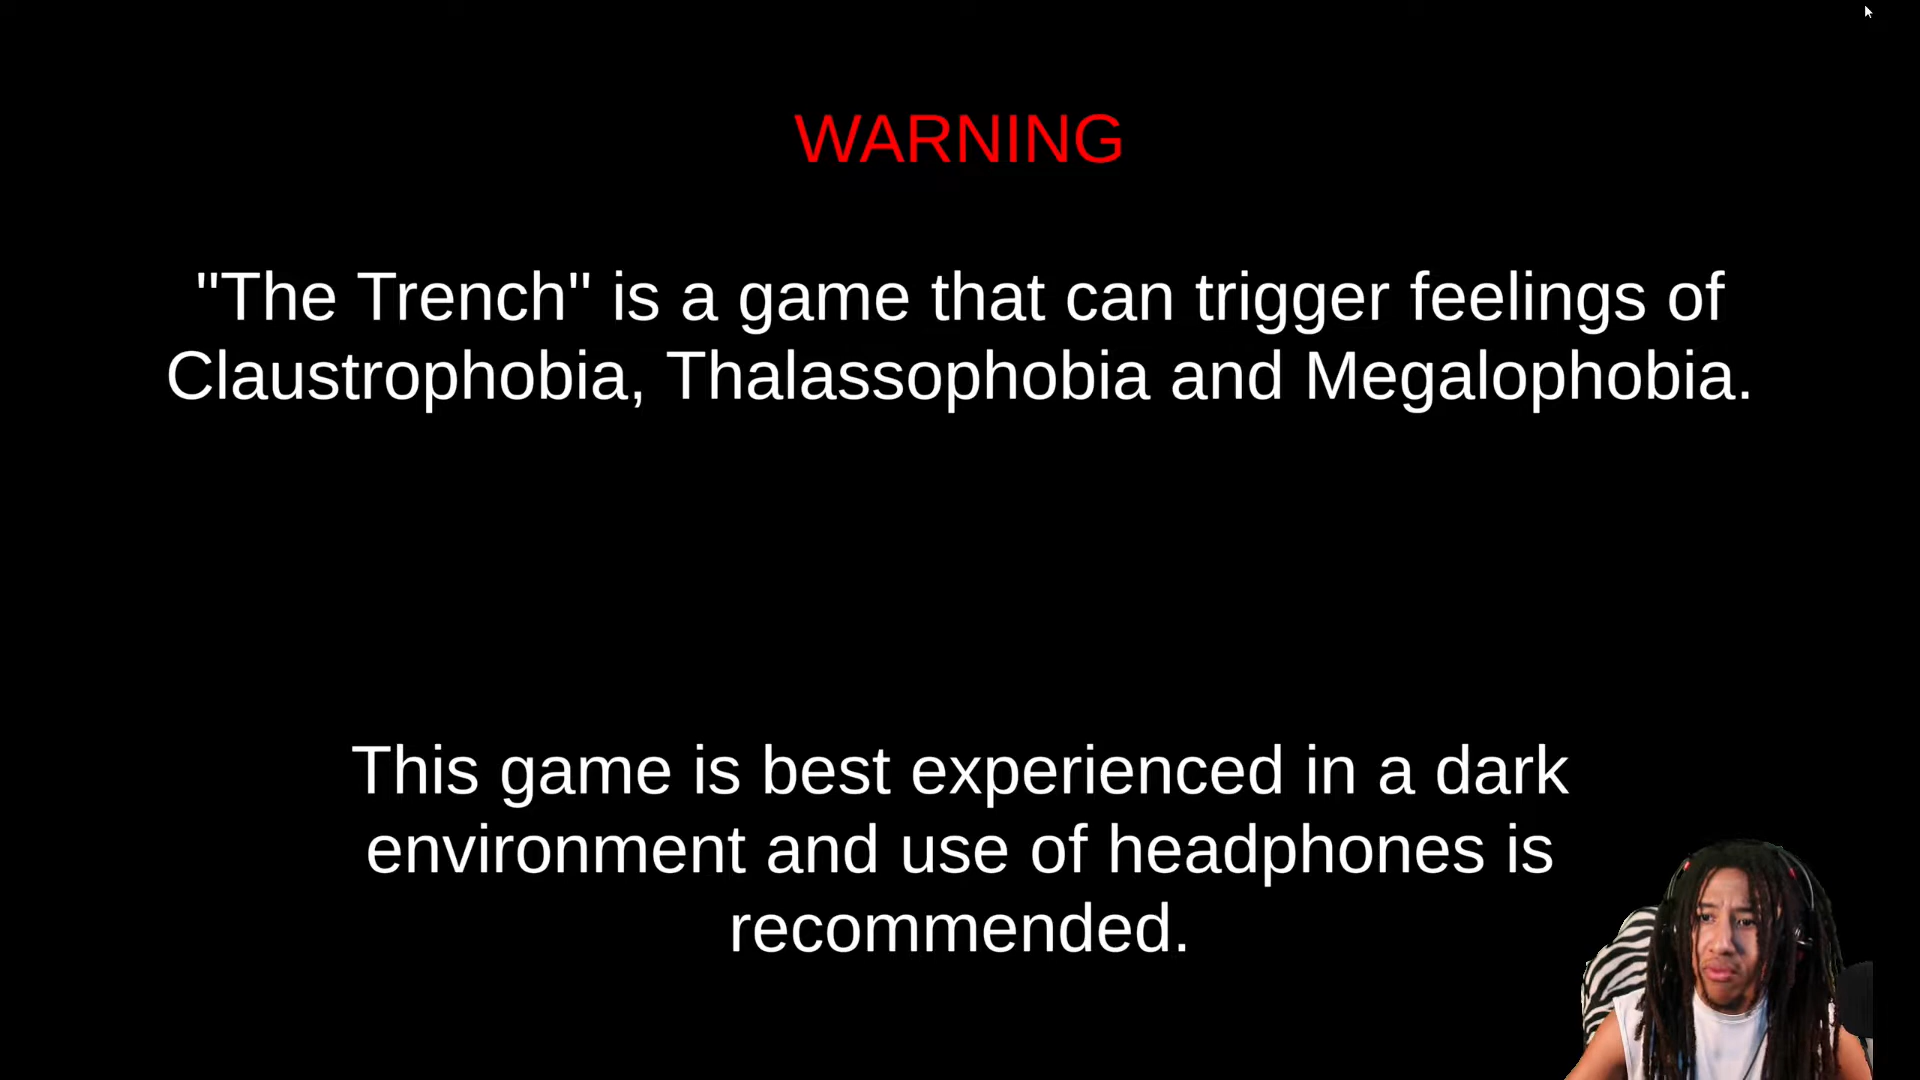 WARNING
"The Trench" is a game that can trigger feelings of
Claustrophobia, Thalassophobia and Megalophobia.
This game is best experienced in a dark
environment and use of headphones is
recommended.